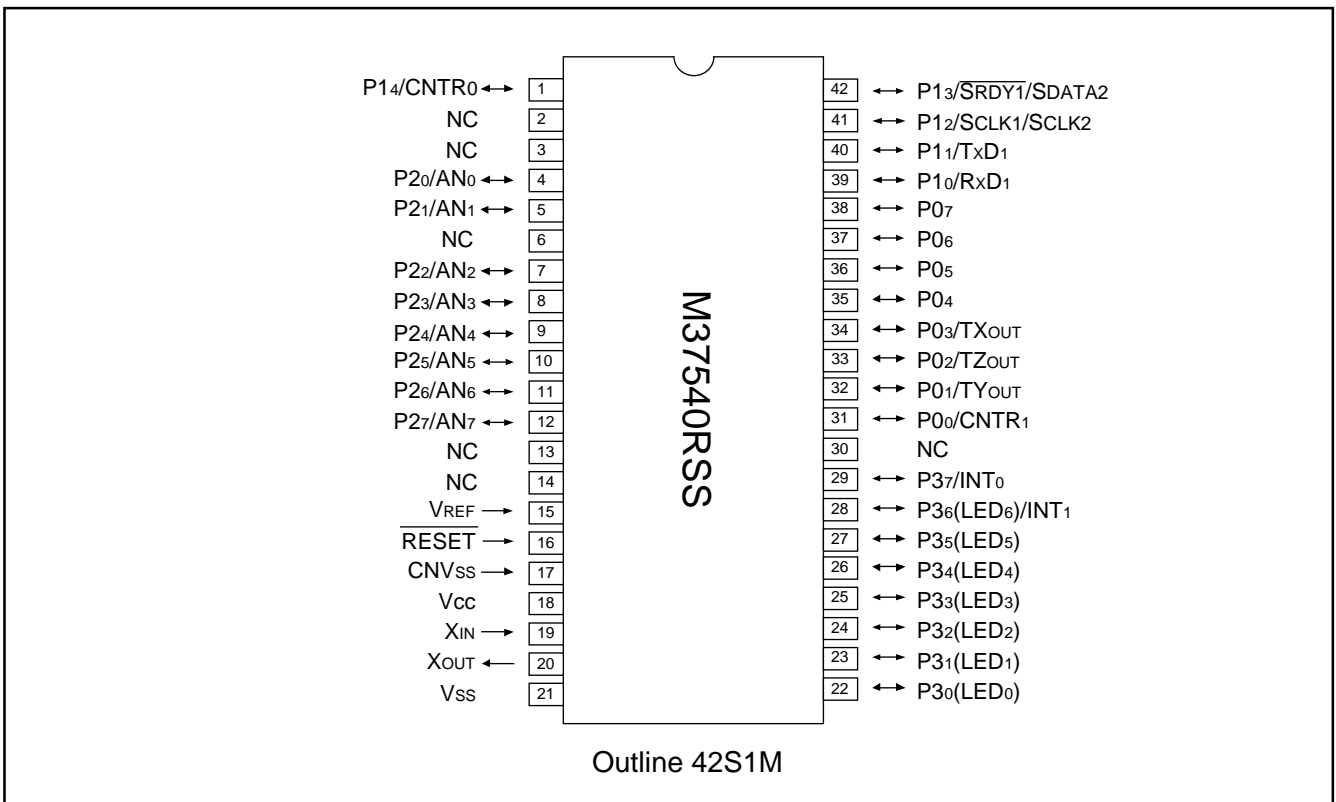 P14/CNTR0 1
NC 2
NC 3
P20/AN0 4
P21/AN1 5
NC 6
P22/AN2 7
P23/AN3 8
P24/AN4 9
P25/AN5 10
P26/AN6 11
P27/AN7 12
NC 13
NC 14
VREF 15
RESET 16
CNVSS 17
VCC 18
XIN 19
XOUT 20
VSS 21
M37540RSS
42 P13/SRDY1/SDATA2
41 P12/SCLK1/SCLK2
40 P11/TXD1
39 P10/RXD1
38 P07
37 P06
36 P05
35 P04
34 P03/TXOUT
33 P02/TZOUT
32 P01/TYOUT
31 P00/CNTR1
30 NC
29 P37/INT0
28 P36(LED6)/INT1
27 P35(LED5)
26 P34(LED4)
25 P33(LED3)
24 P32(LED2)
23 P31(LED1)
22 P30(LED0)
Outline 42S1M